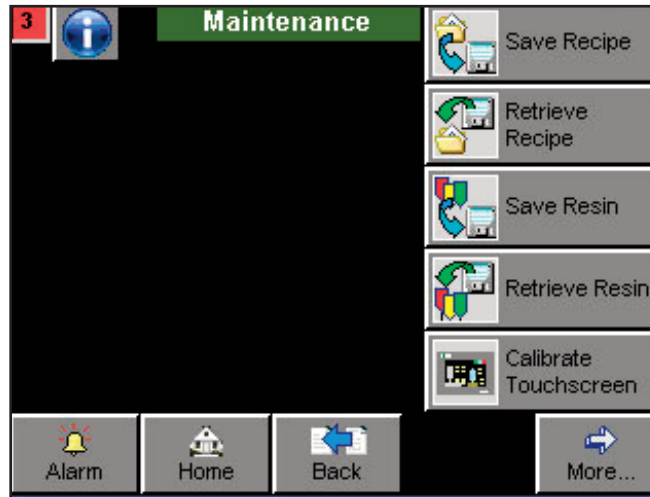 3
i
Maintenance
Save Recipe
Retrieve
Recipe
Save Resin
Retrieve Resin
Calibrate
Touchscreen
Alarm
Home
Back
More...